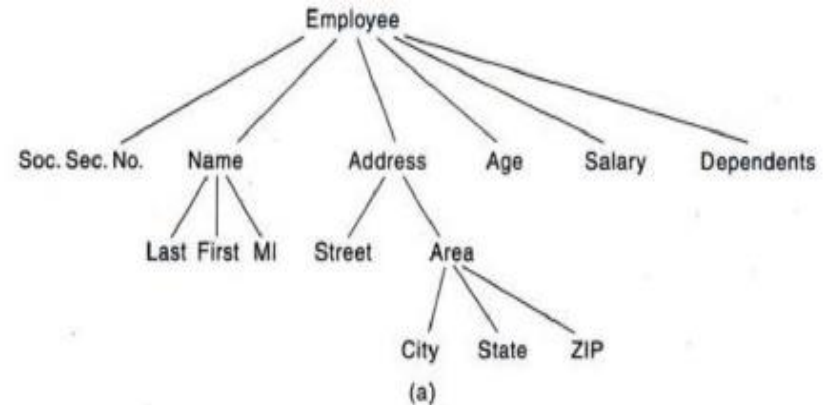 Employee
Soc. Sec. No. Name Address Age Salary Dependents
Last First MI Street Area
City State ZIP
(a)